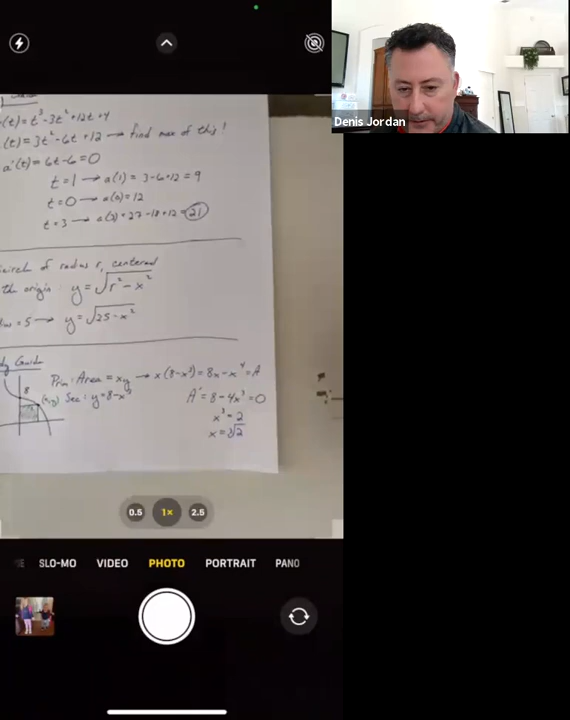 Denis Jordan
(t)=t³-3t²+12t+4
(t)=3t²-6t+12 → find max of this!
a'(t)=6t-6=0
t=1 → a(1)=3-6+12=9
t=0 → a(0)=12
t=3 → a(3)=27-18+12=21
of radius r, centered
the origin y=√r²-x²
=5 → y=√25-x²
Guide
Prim: Area=xy → x(8-x³)=8x-x⁴=A
8
(x,y) Sec: y=8-x³
A'=8-4x³=0
x³=2
x=∛2
0.5 1× 2.5
SLO-MO VIDEO PHOTO PORTRAIT PANO